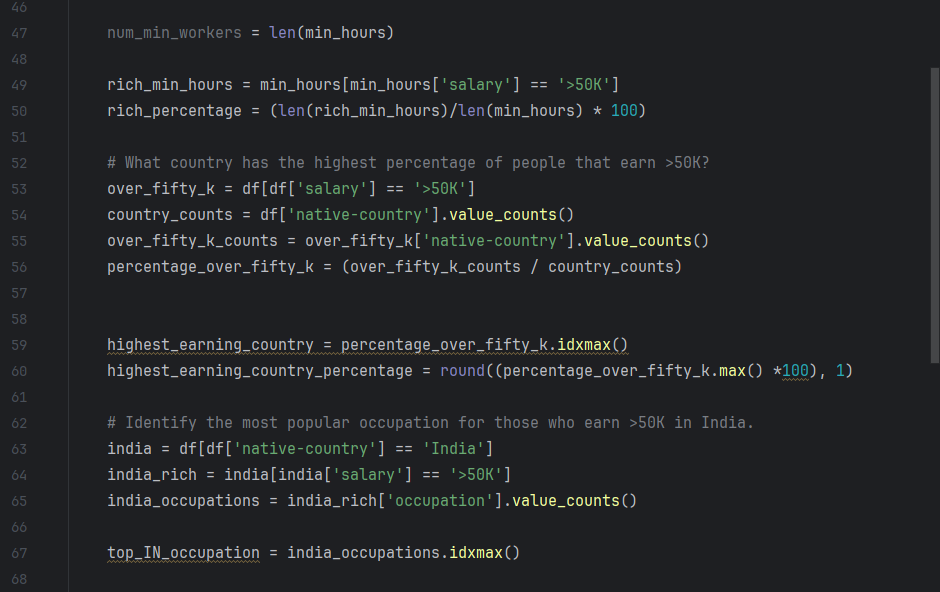 46
47 num_min_workers = len(min_hours)
48
49 rich_min_hours = min_hours[min_hours['salary'] == '>50K']
50 rich_percentage = (len(rich_min_hours)/len(min_hours) * 100)
51
52 # What country has the highest percentage of people that earn >50K?
53 over_fifty_k = df[df['salary'] == '>50K']
54 country_counts = df['native-country'].value_counts()
55 over_fifty_k_counts = over_fifty_k['native-country'].value_counts()
56 percentage_over_fifty_k = (over_fifty_k_counts / country_counts)
57
58
59 highest_earning_country = percentage_over_fifty_k.idxmax()
60 highest_earning_country_percentage = round((percentage_over_fifty_k.max() *100), 1)
61
62 # Identify the most popular occupation for those who earn >50K in India.
63 india = df[df['native-country'] == 'India']
64 india_rich = india[india['salary'] == '>50K']
65 india_occupations = india_rich['occupation'].value_counts()
66
67 top_IN_occupation = india_occupations.idxmax()
68